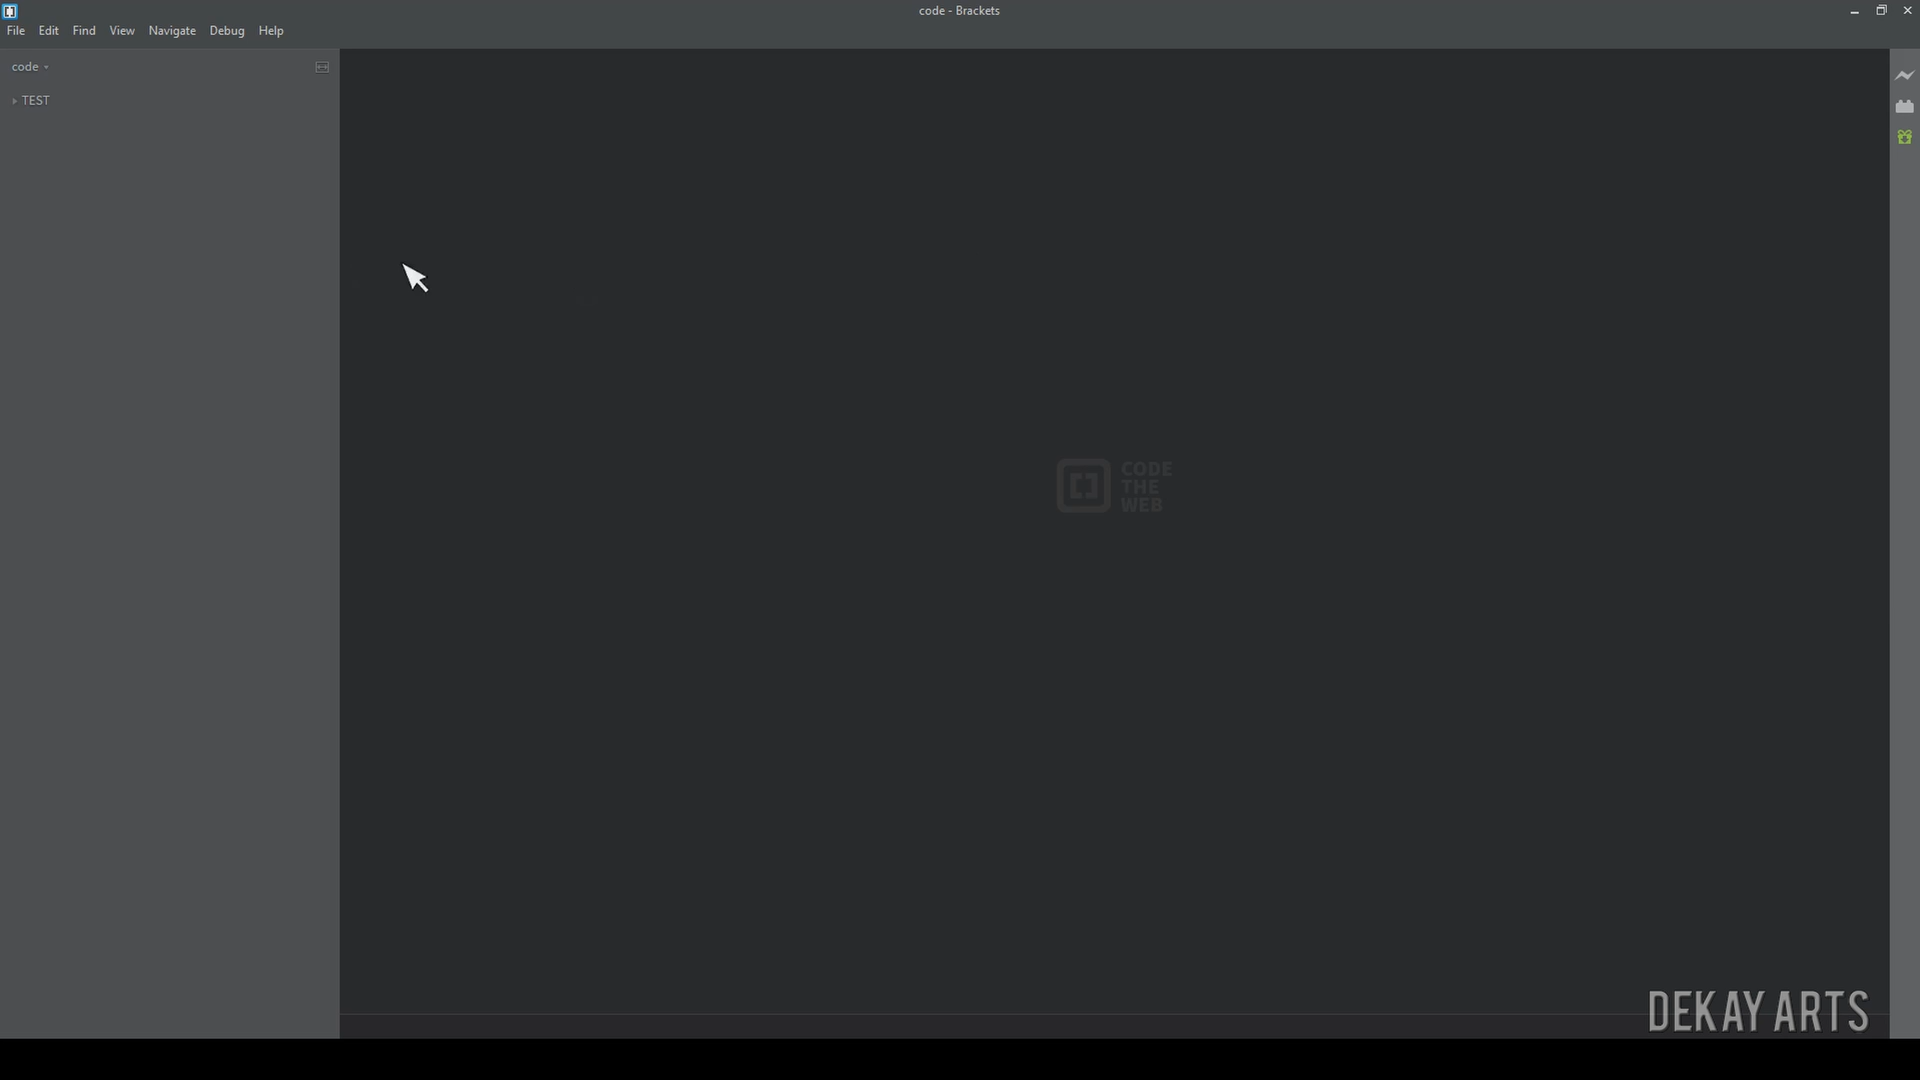 code - Brackets
File Edit Find View Navigate Debug Help
code
TEST
CODE
THE
WEB
DEKAY ARTS